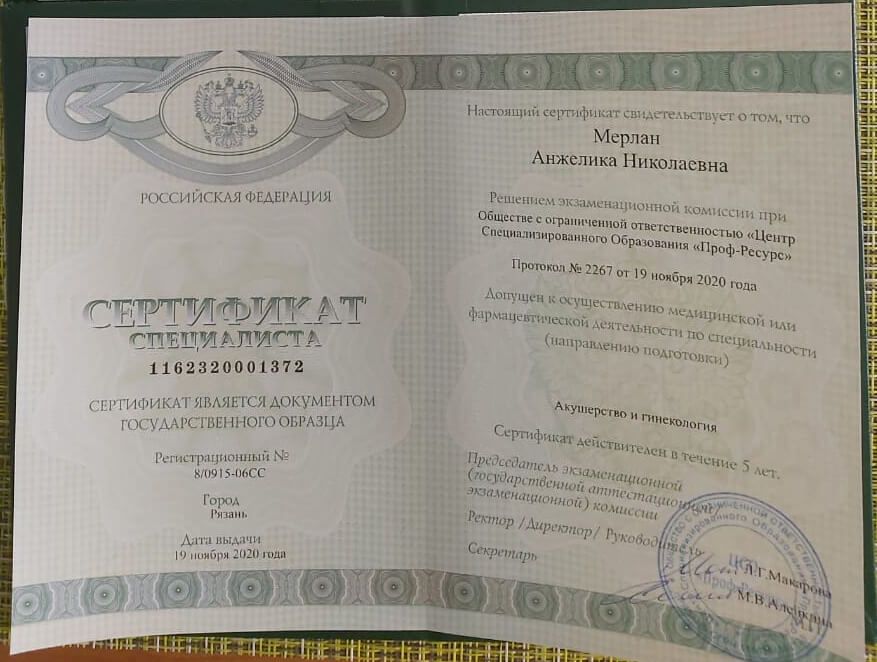 РОССИЙСКАЯ ФЕДЕРАЦИЯ
СЕРТИФИКАТ
СПЕЦИАЛИСТА
1162320001372
СЕРТИФИКАТ ЯВЛЯЕТСЯ ДОКУМЕНТОМ
ГОСУДАРСТВЕННОГО ОБРАЗЦА
Регистрационный №
8/0915-06СС
Город
Рязань
Дата выдачи
19 ноября 2020 года
Настоящий сертификат свидетельствует о том, что
Мерлан
Анжелика Николаевна
Решением экзаменационной комиссии при
Обществе с ограниченной ответственностью «Центр
Специализированного Образования «Проф-Ресурс»
Протокол № 2267 от 19 ноября 2020 года
Допущен к осуществлению медицинской или
фармацевтической деятельности по специальности
(направлению подготовки)
Акушерство и гинекология
Сертификат действителен в течение 5 лет.
Председатель экзаменационной
(государственной аттестационной
экзаменационной) комиссии
Ректор /Директор/ Руководитель
Л.Г.Макарова
Секретарь
М.В.Алешкина
М.П